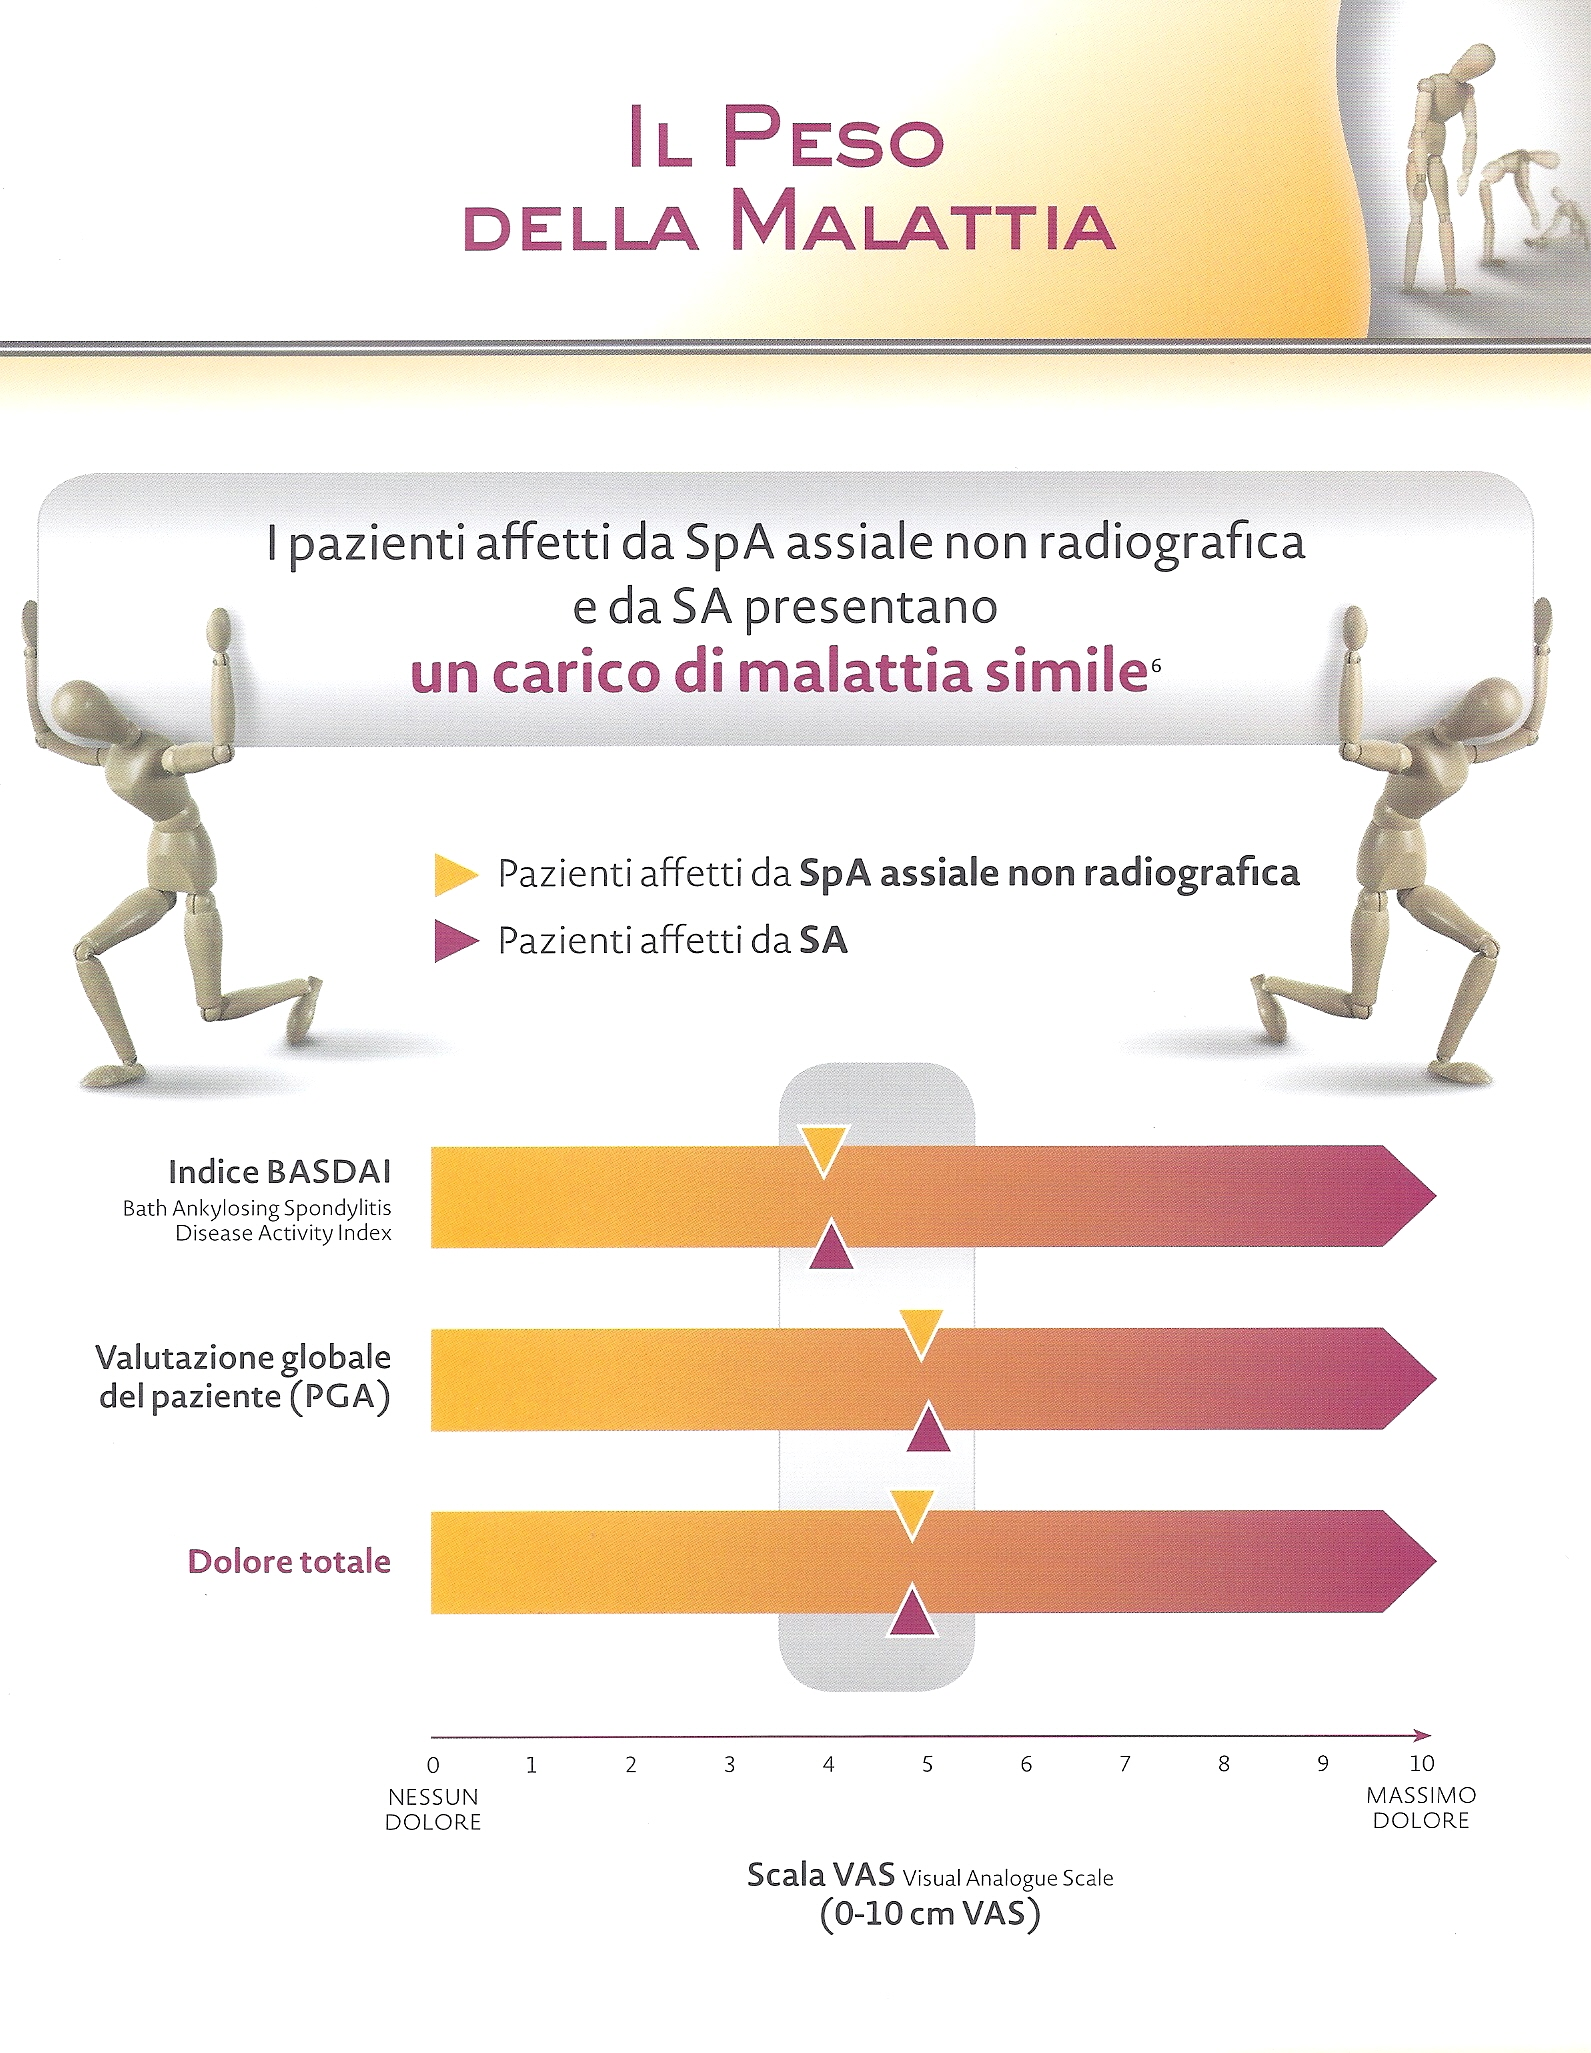 Il Peso
della Malattia
I pazienti affetti da SpA assiale non radiografica
e da SA presentano
un carico di malattia simile⁶
Pazienti affetti da SpA assiale non radiografica
Pazienti affetti da SA
Indice BASDAI
Bath Ankylosing Spondylitis
Disease Activity Index
Valutazione globale
del paziente (PGA)
Dolore totale
0 1 2 3 4 5 6 7 8 9 10
NESSUN
DOLORE
MASSIMO
DOLORE
Scala VAS Visual Analogue Scale
(0-10 cm VAS)